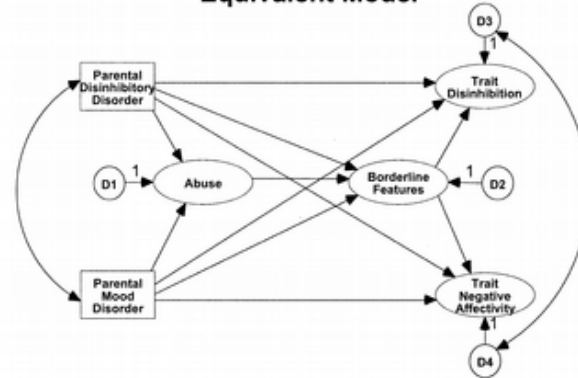 Equivalent Model
D3
1
Parental
Disinhibitory
Disorder
Trait
Disinhibition
D1
1
Abuse
Borderline
Features
1
D2
Parental
Mood
Disorder
Trait
Negative
Affectivity
1
D4